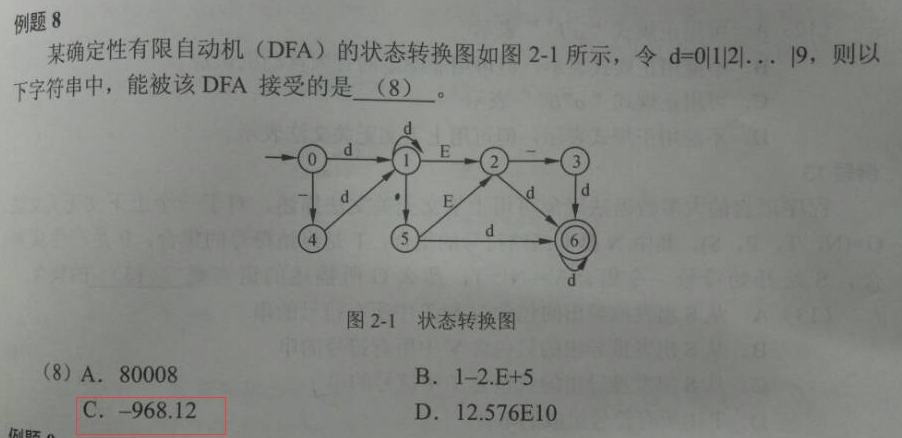 例题 8
某确定性有限自动机（DFA）的状态转换图如图 2-1 所示，令 d=0|1|2|... |9，则以
下字符串中，能被该 DFA 接受的是 （8） 。
d
0 d 1 E 2 – 3
– d • E d d
4 5 d 6
d
图 2-1 状态转换图
（8）A．80008 B．1–2.E+5
C．–968.12 D．12.576E10